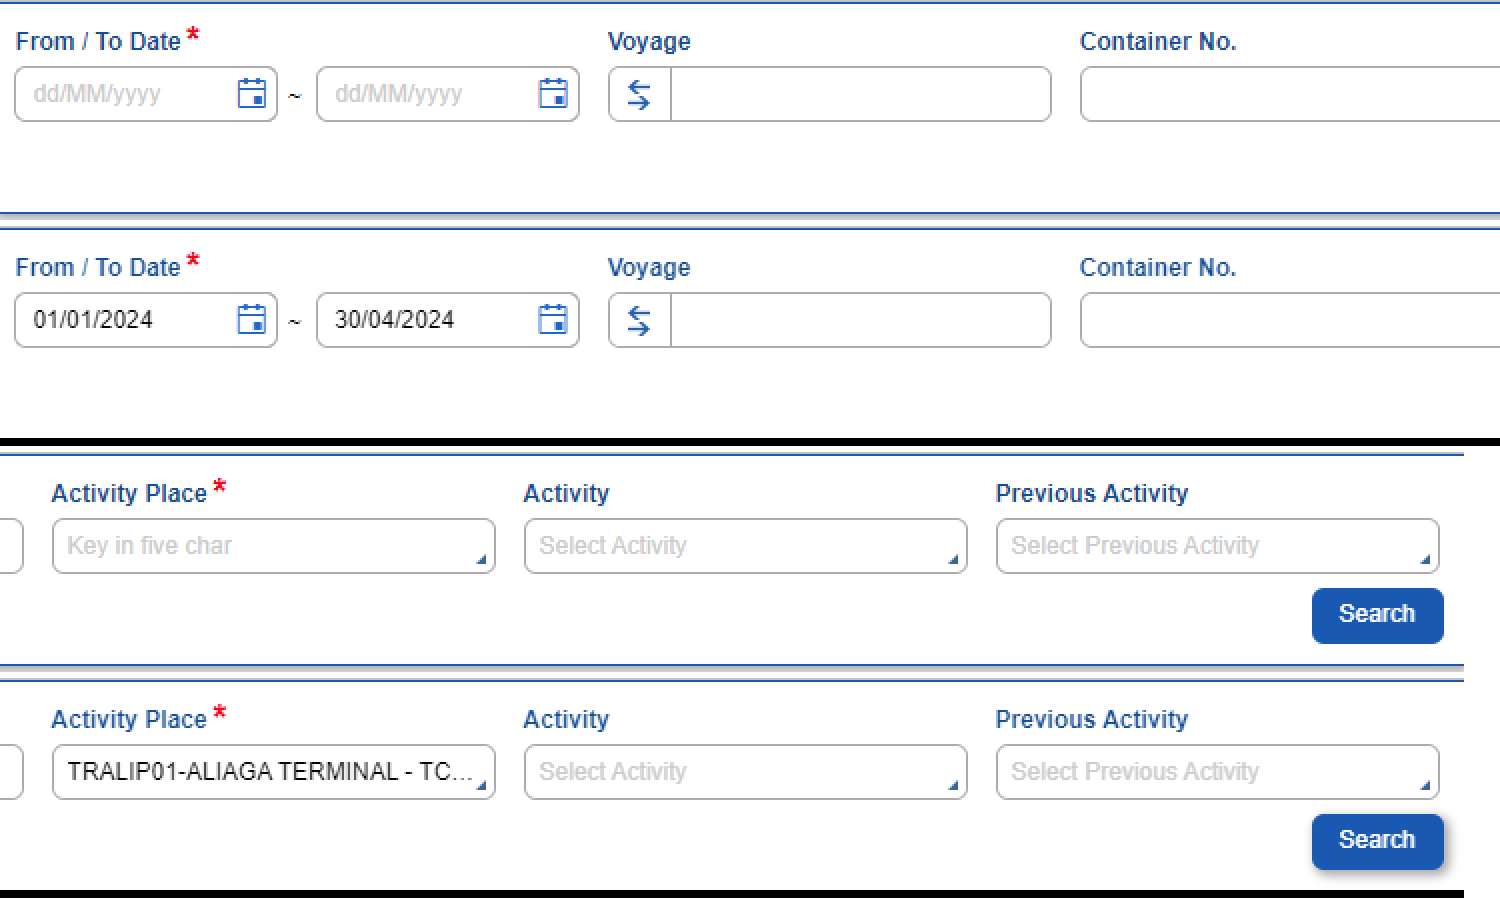 From / To Date * Voyage Container No.
dd/MM/yyyy ~ dd/MM/yyyy
From / To Date * Voyage Container No.
01/01/2024 ~ 30/04/2024
Activity Place * Activity Previous Activity
Key in five char Select Activity Select Previous Activity
Search
Activity Place * Activity Previous Activity
TRALIP01-ALIAGA TERMINAL - TC... Select Activity Select Previous Activity
Search